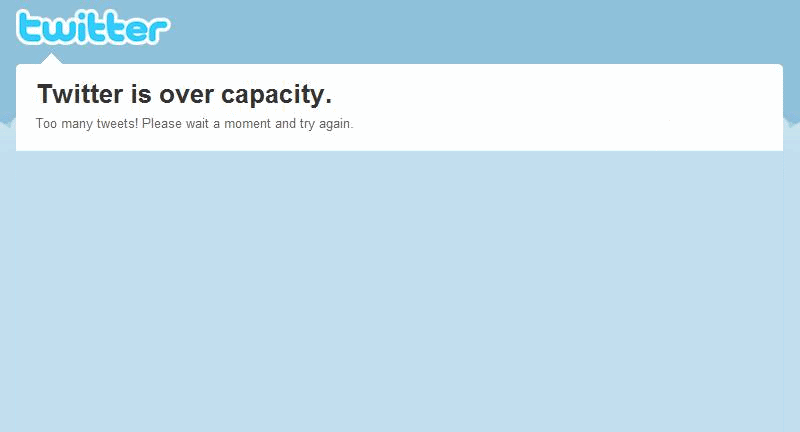 twitter
Twitter is over capacity.
Too many tweets! Please wait a moment and try again.